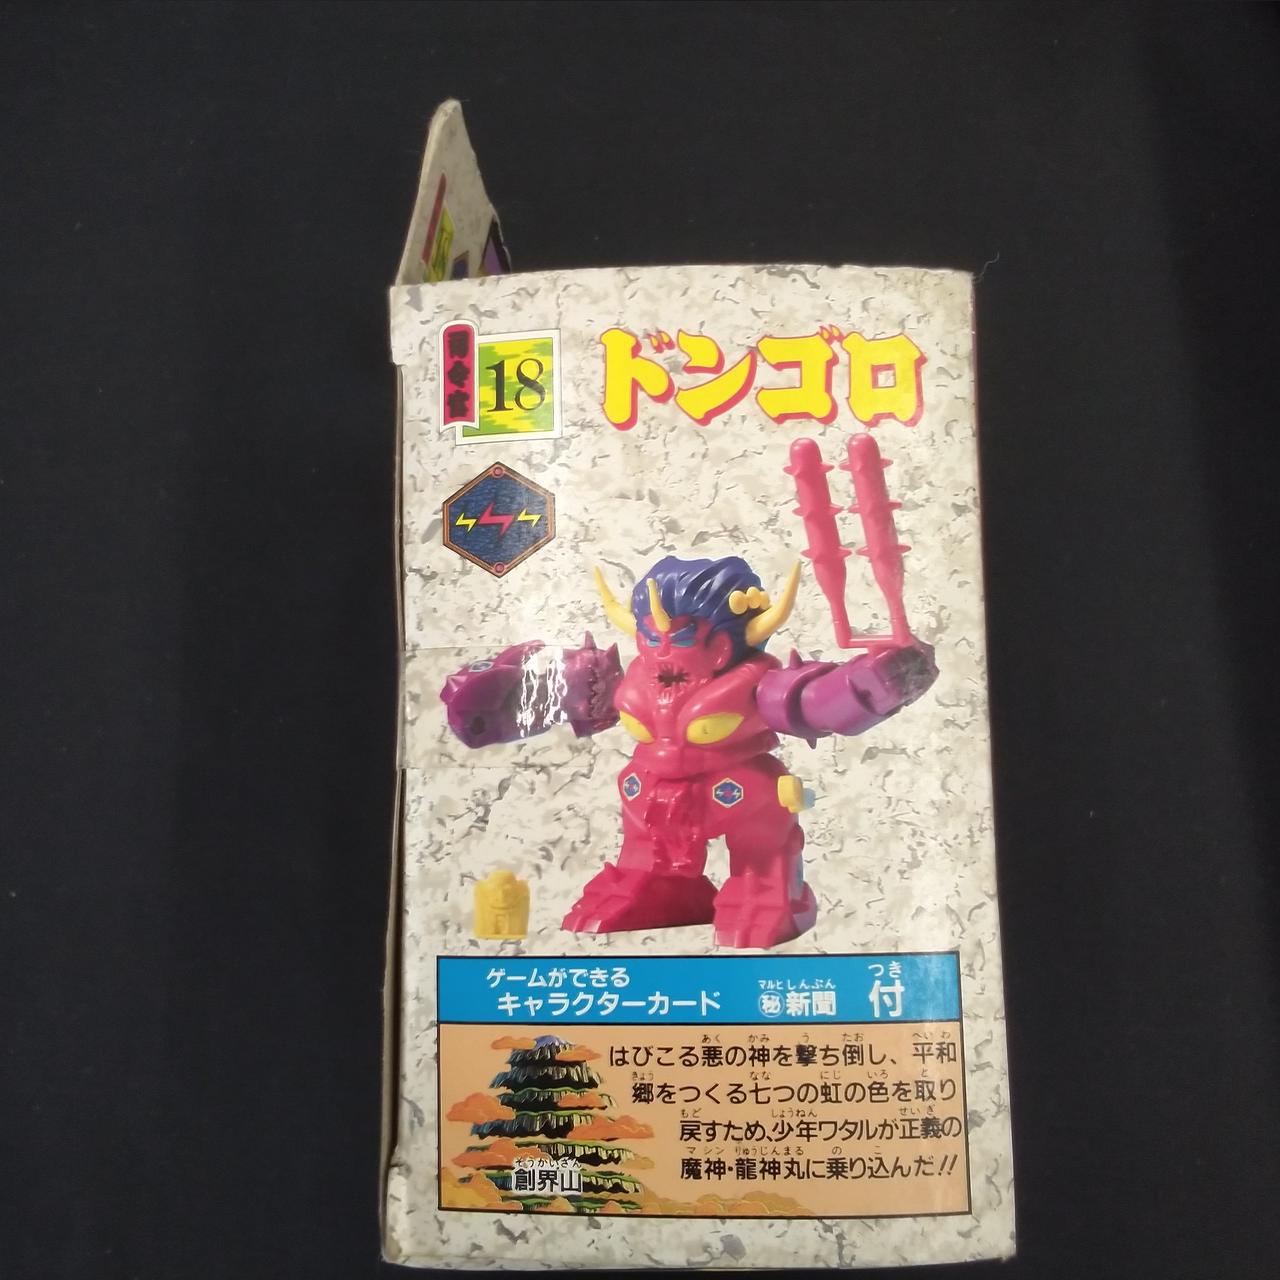 司令官
18
ドンゴロ
ゲームができる
キャラクターカード
マルヒ しんぶん
㊙新聞
つき
付
あく かみ う たお へいわ
はびこる悪の神を撃ち倒し、平和
きょう なな にじ いろ と
郷をつくる七つの虹の色を取り
もど しょうねん せいぎ
戻すため、少年ワタルが正義の
マシン りゅうじんまる の こ
魔神・龍神丸に乗り込んだ!!
そうかいざん
創界山